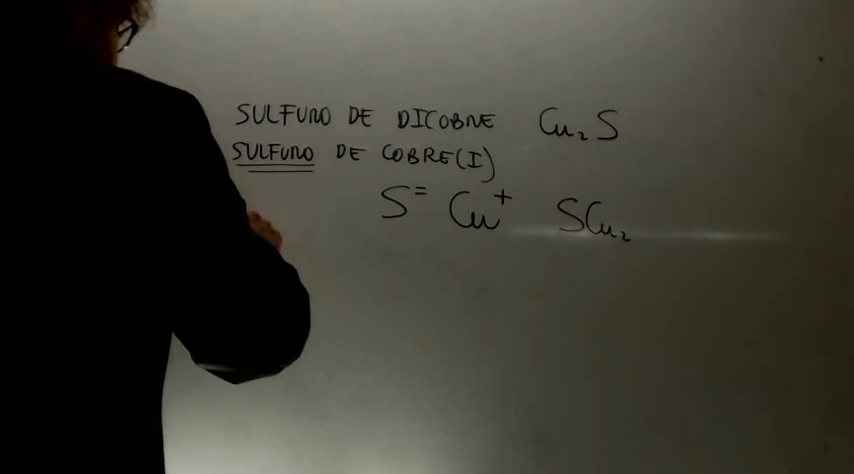 SULFURO DE DICOBRE Cu₂S
SULFURO DE COBRE(I)
S⁼ Cu⁺ SCu₂